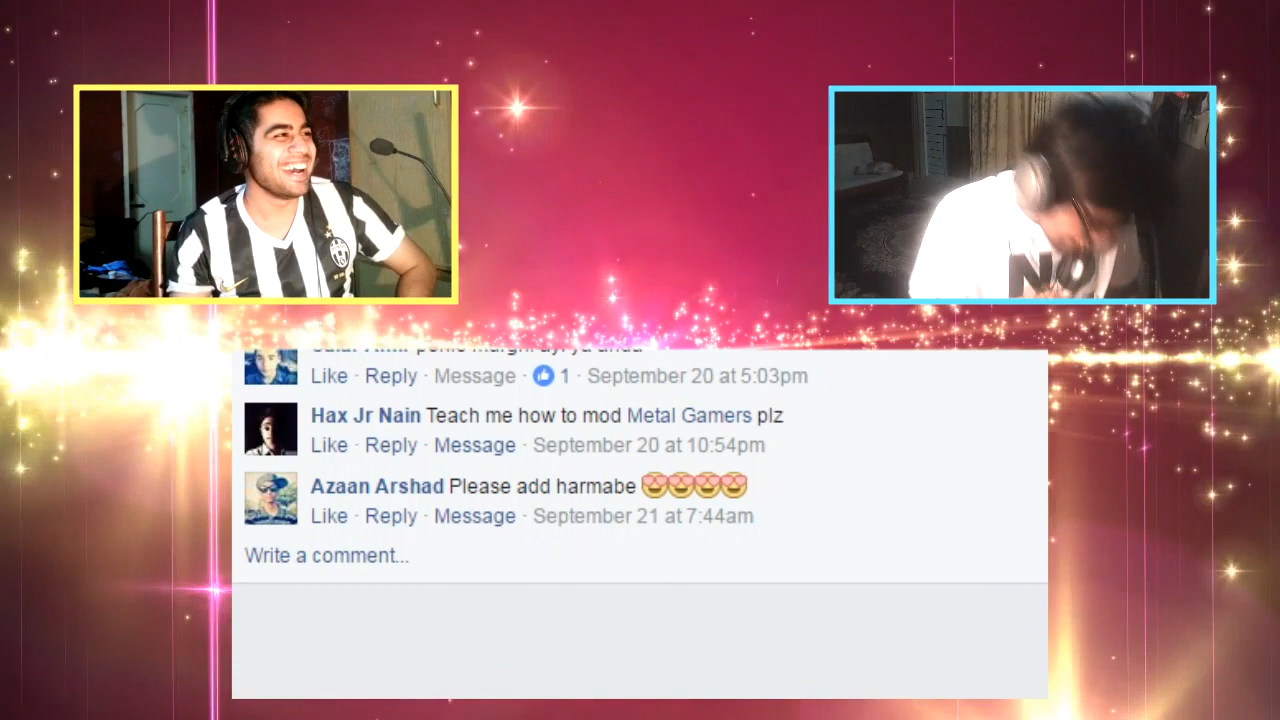 Like · Reply · Message · 1 · September 20 at 5:03pm
Hax Jr Nain Teach me how to mod Metal Gamers plz
Like · Reply · Message · September 20 at 10:54pm
Azaan Arshad Please add harmabe 😍😍😍😍
Like · Reply · Message · September 21 at 7:44am
Write a comment...